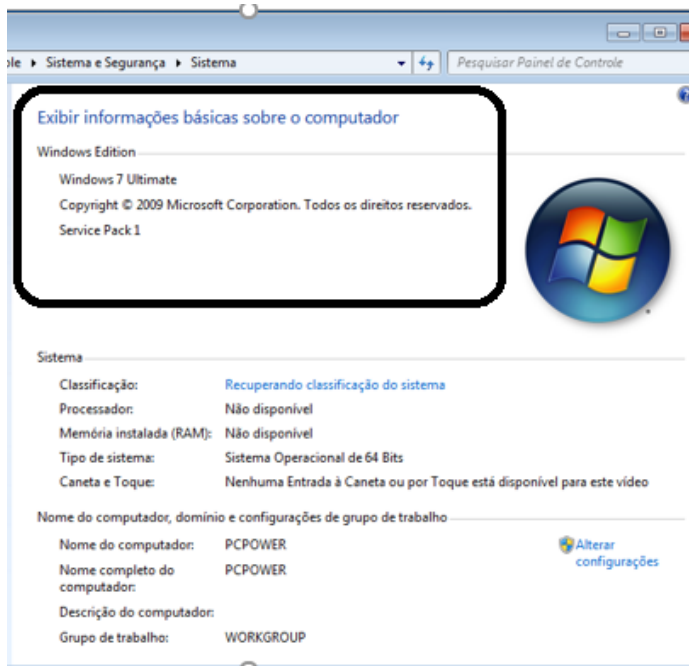 ole ▸ Sistema e Segurança ▸ Sistema
Pesquisar Painel de Controle
Exibir informações básicas sobre o computador
Windows Edition
Windows 7 Ultimate
Copyright © 2009 Microsoft Corporation. Todos os direitos reservados.
Service Pack 1
Sistema
Classificação: Recuperando classificação do sistema
Processador: Não disponível
Memória instalada (RAM): Não disponível
Tipo de sistema: Sistema Operacional de 64 Bits
Caneta e Toque: Nenhuma Entrada à Caneta ou por Toque está disponível para este vídeo
Nome do computador, domínio e configurações de grupo de trabalho
Nome do computador: PCPOWER
Alterar
configurações
Nome completo do PCPOWER
computador:
Descrição do computador:
Grupo de trabalho: WORKGROUP